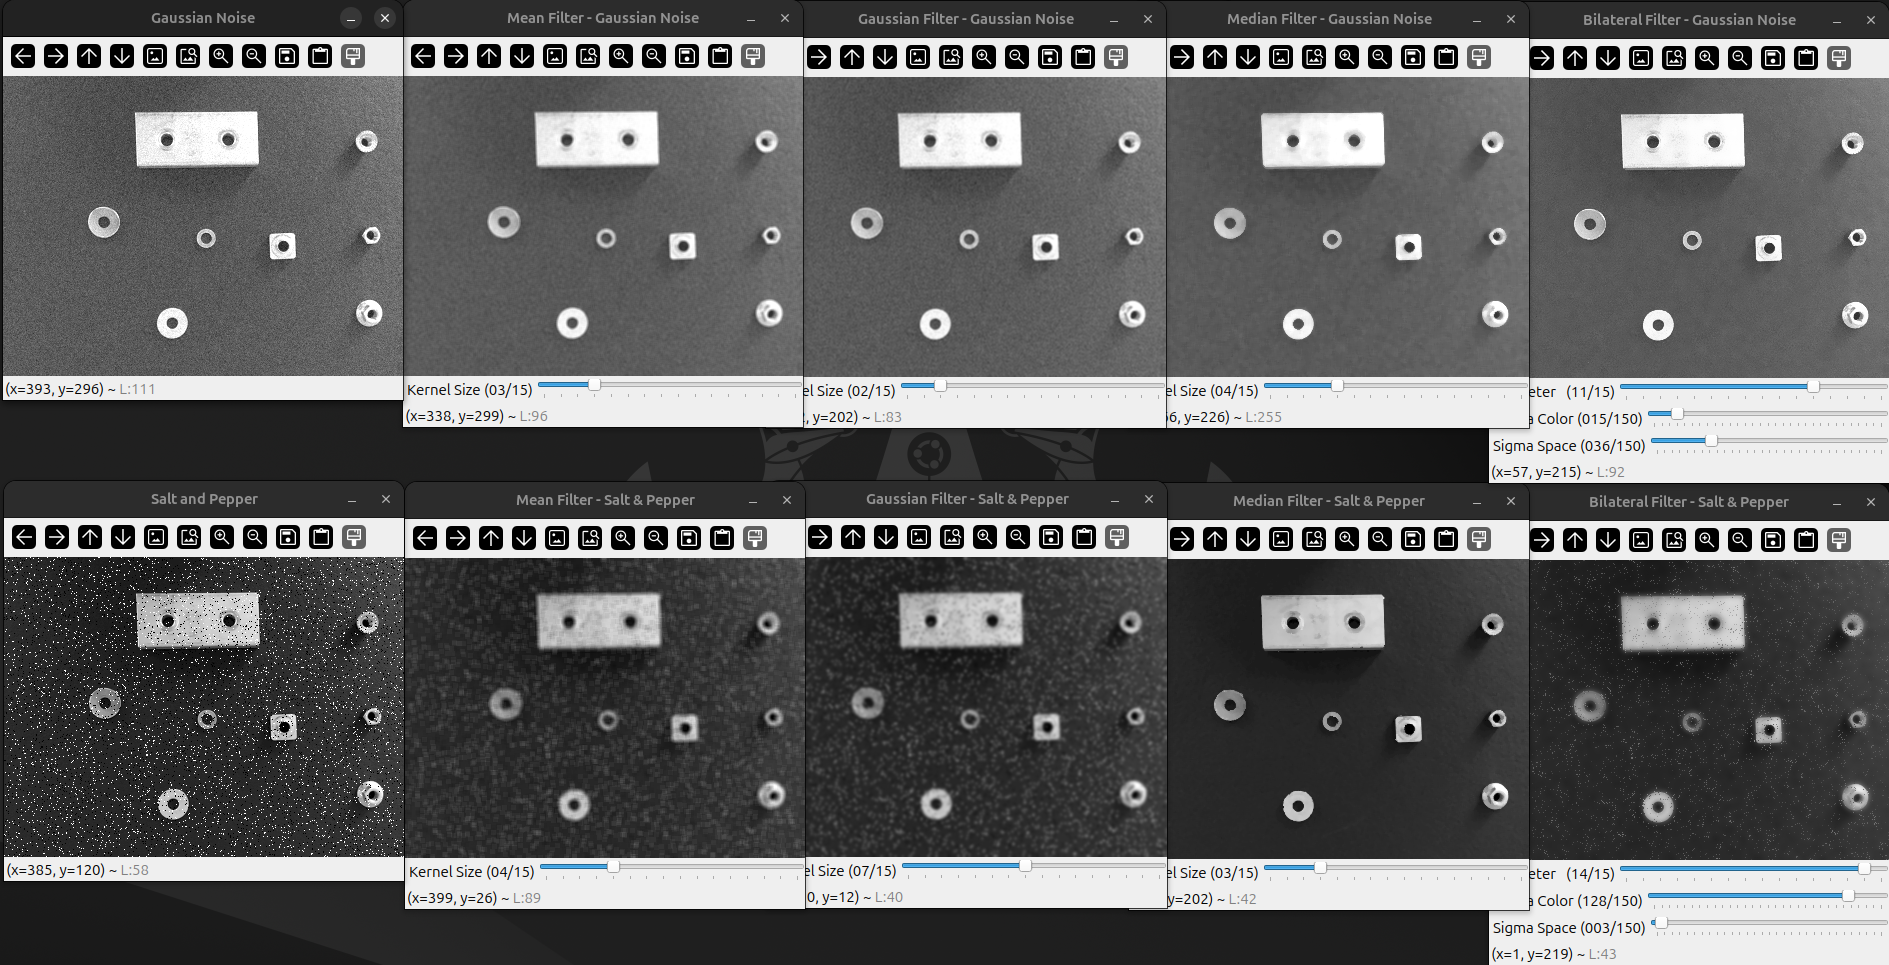 Gaussian Noise
Mean Filter - Gaussian Noise
Gaussian Filter - Gaussian Noise
Median Filter - Gaussian Noise
Bilateral Filter - Gaussian Noise
(x=393, y=296) ~ L:111
Kernel Size (03/15)
(x=338, y=299) ~ L:96
el Size (02/15)
, y=202) ~ L:83
el Size (04/15)
6, y=226) ~ L:255
eter (11/15)
a Color (015/150)
Sigma Space (036/150)
(x=57, y=215) ~ L:92
Salt and Pepper
Mean Filter - Salt & Pepper
Gaussian Filter - Salt & Pepper
Median Filter - Salt & Pepper
Bilateral Filter - Salt & Pepper
(x=385, y=120) ~ L:58
Kernel Size (04/15)
(x=399, y=26) ~ L:89
el Size (07/15)
0, y=12) ~ L:40
el Size (03/15)
y=202) ~ L:42
eter (14/15)
a Color (128/150)
Sigma Space (003/150)
(x=1, y=219) ~ L:43